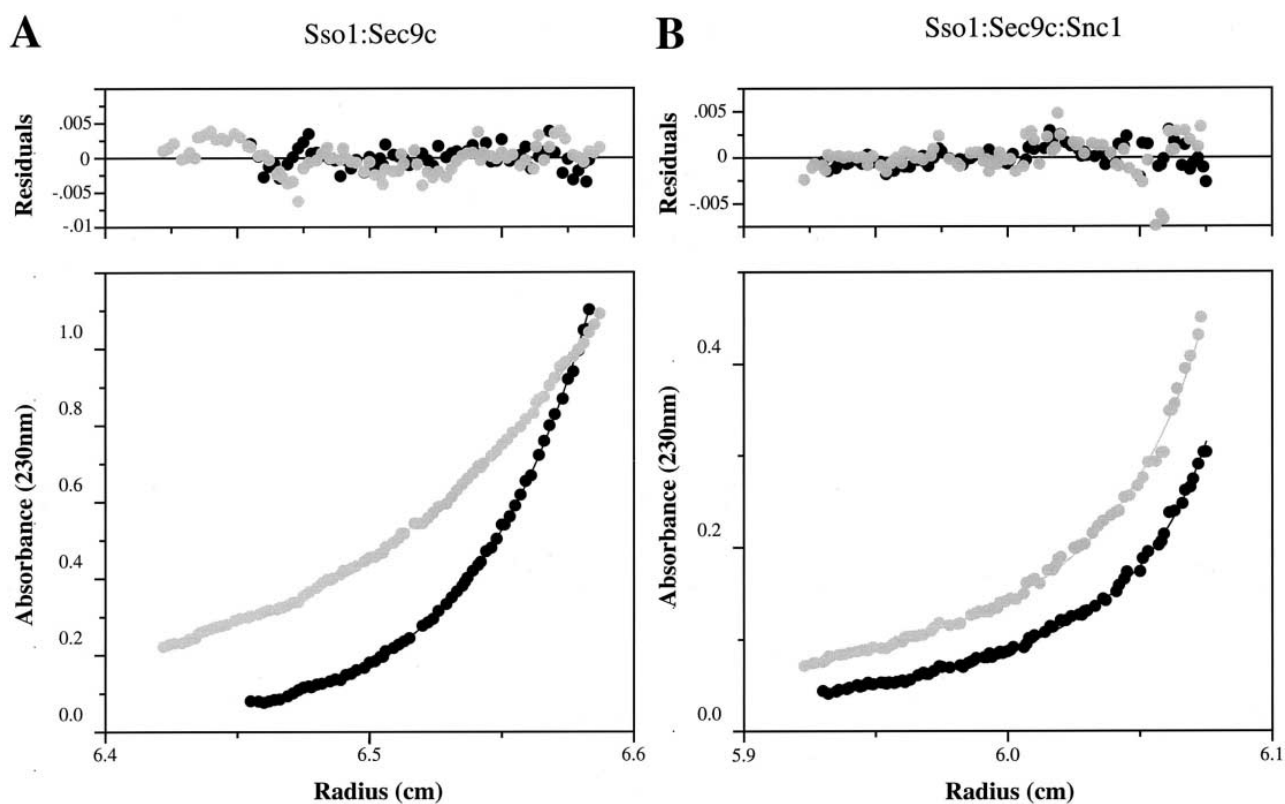 A
Sso1:Sec9c
Residuals
.005
0
-.005
-.01
Absorbance (230nm)
1.0
0.8
0.6
0.4
0.2
0.0
6.4
6.5
6.6
Radius (cm)
B
Sso1:Sec9c:Snc1
Residuals
.005
0
-.005
Absorbance (230nm)
0.4
0.2
0.0
5.9
6.0
6.1
Radius (cm)